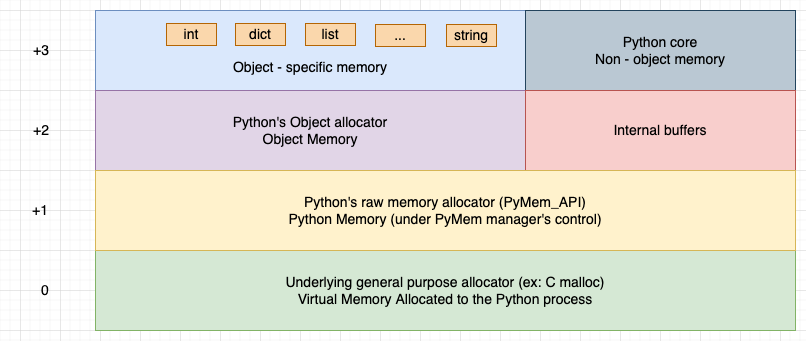 +3
int
dict
list
...
string
Object - specific memory
Python core
Non - object memory
+2
Python's Object allocator
Object Memory
Internal buffers
+1
Python's raw memory allocator (PyMem_API)
Python Memory (under PyMem manager's control)
0
Underlying general purpose allocator (ex: C malloc)
Virtual Memory Allocated to the Python process